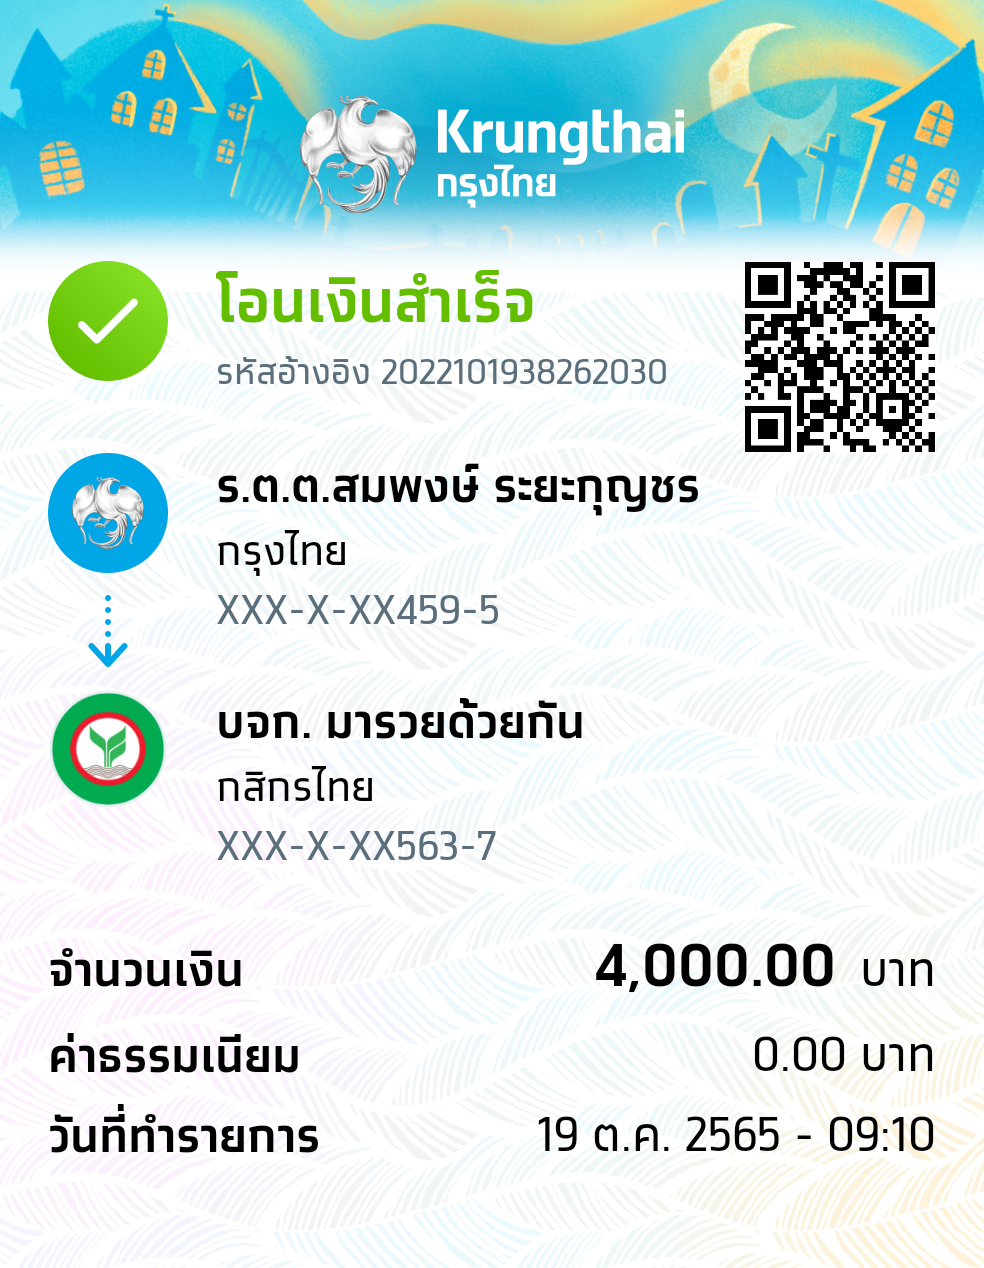 Krungthai
กรุงไทย
โอนเงินสำเร็จ
รหัสอ้างอิง 2022101938262030
ร.ต.ต.สมพงษ์ ระยะกุญชร
กรุงไทย
XXX-X-XX459-5
บจก. มารวยด้วยกัน
กสิกรไทย
XXX-X-XX563-7
จำนวนเงิน 4,000.00 บาท
ค่าธรรมเนียม 0.00 บาท
วันที่ทำรายการ 19 ต.ค. 2565 - 09:10